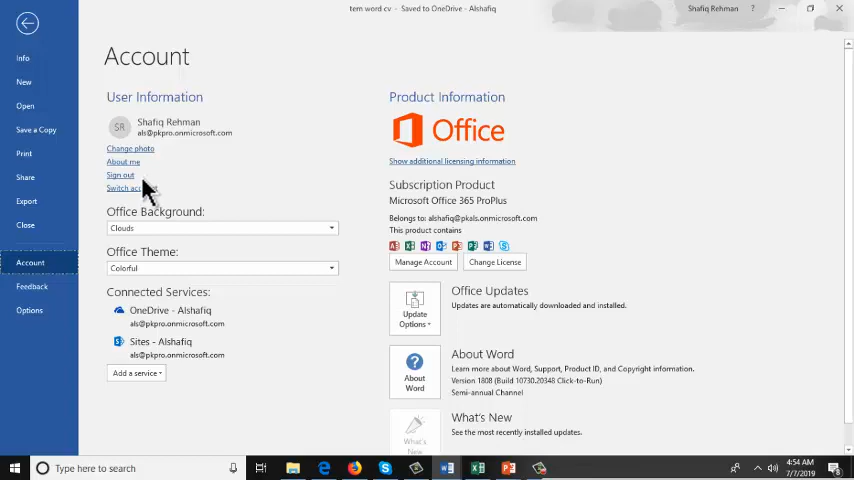 tem word cv - Saved to OneDrive - Alshafiq
Shafiq Rehman
?
Info
New
Open
Save a Copy
Print
Share
Export
Close
Account
Feedback
Options
Account
User Information
SR
Shafiq Rehman
als@pkpro.onmicrosoft.com
Change photo
About me
Sign out
Switch
Office Background:
Clouds
Office Theme:
Colorful
Connected Services:
OneDrive - Alshafiq
als@pkpro.onmicrosoft.com
Sites - Alshafiq
als@pkpro.onmicrosoft.com
Add a service
Product Information
Office
Show additional licensing information
Subscription Product
Microsoft Office 365 ProPlus
Belongs to: alshafiq@pkals.onmicrosoft.com
This product contains
Manage Account
Change License
Update
Options
Office Updates
Updates are automatically downloaded and installed.
About
Word
About Word
Learn more about Word, Support, Product ID, and Copyright information.
Version 1808 (Build 10730.20348 Click-to-Run)
Semi-annual Channel
What's
New
What's New
See the most recently installed updates.
Type here to search
4:54 AM
7/7/2019